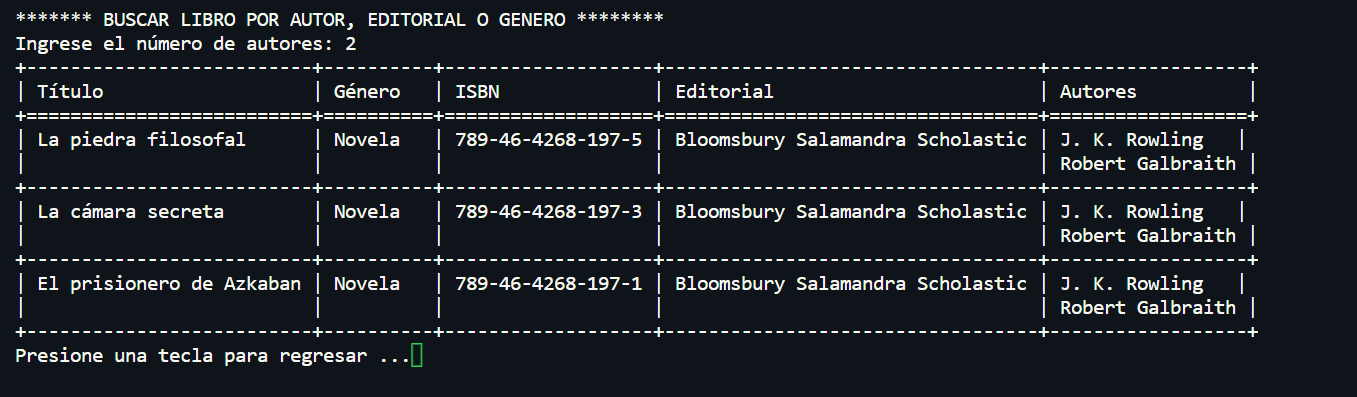 ******* BUSCAR LIBRO POR AUTOR, EDITORIAL O GENERO ********
Ingrese el número de autores: 2
+--------------------------+----------+-------------------+----------------------------------+------------------+
| Título                   | Género   | ISBN              | Editorial                        | Autores          |
+==========================+==========+===================+==================================+==================+
| La piedra filosofal      | Novela   | 789-46-4268-197-5 | Bloomsbury Salamandra Scholastic | J. K. Rowling   |
|                          |          |                   |                                  | Robert Galbraith |
+--------------------------+----------+-------------------+----------------------------------+------------------+
| La cámara secreta        | Novela   | 789-46-4268-197-3 | Bloomsbury Salamandra Scholastic | J. K. Rowling   |
|                          |          |                   |                                  | Robert Galbraith |
+--------------------------+----------+-------------------+----------------------------------+------------------+
| El prisionero de Azkaban | Novela   | 789-46-4268-197-1 | Bloomsbury Salamandra Scholastic | J. K. Rowling   |
|                          |          |                   |                                  | Robert Galbraith |
+--------------------------+----------+-------------------+----------------------------------+------------------+
Presione una tecla para regresar ...